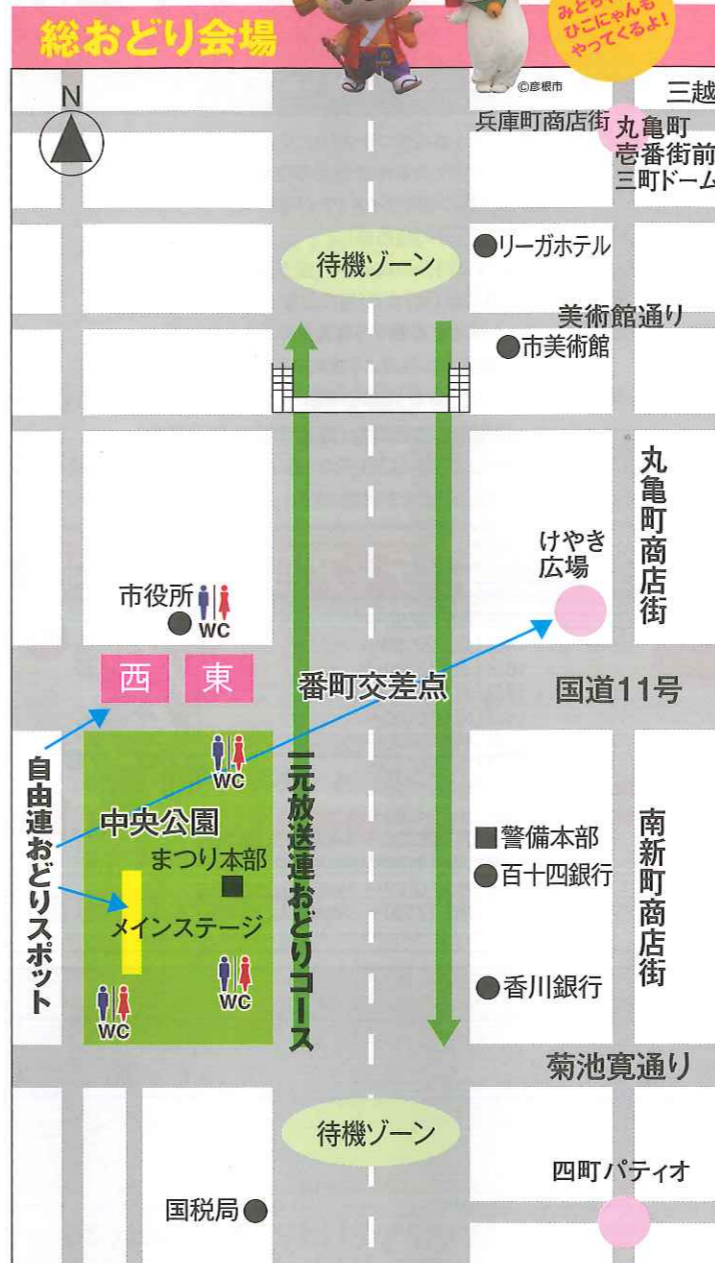 総おどり会場
ひこにゃんも
やってくるよ!
©彦根市
N
三越
兵庫町商店街
丸亀町
壱番街前
三町ドーム
待機ゾーン
リーガホテル
美術館通り
市美術館
丸亀町商店街
けやき
広場
市役所
WC
西
東
番町交差点
国道11号
自由連おどりスポット
WC
中央公園
まつり本部
メインステージ
WC
WC
一元放送連おどりコース
警備本部
百十四銀行
南新町商店街
香川銀行
菊池寛通り
待機ゾーン
四町パティオ
国税局